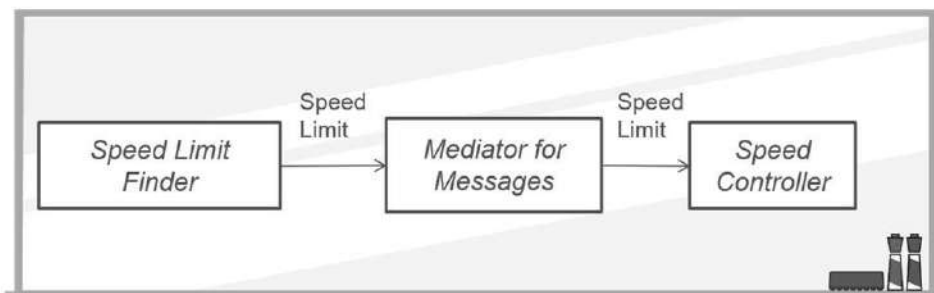 Speed
Limit
Speed
Limit
Speed Limit
Finder
Mediator for
Messages
Speed
Controller